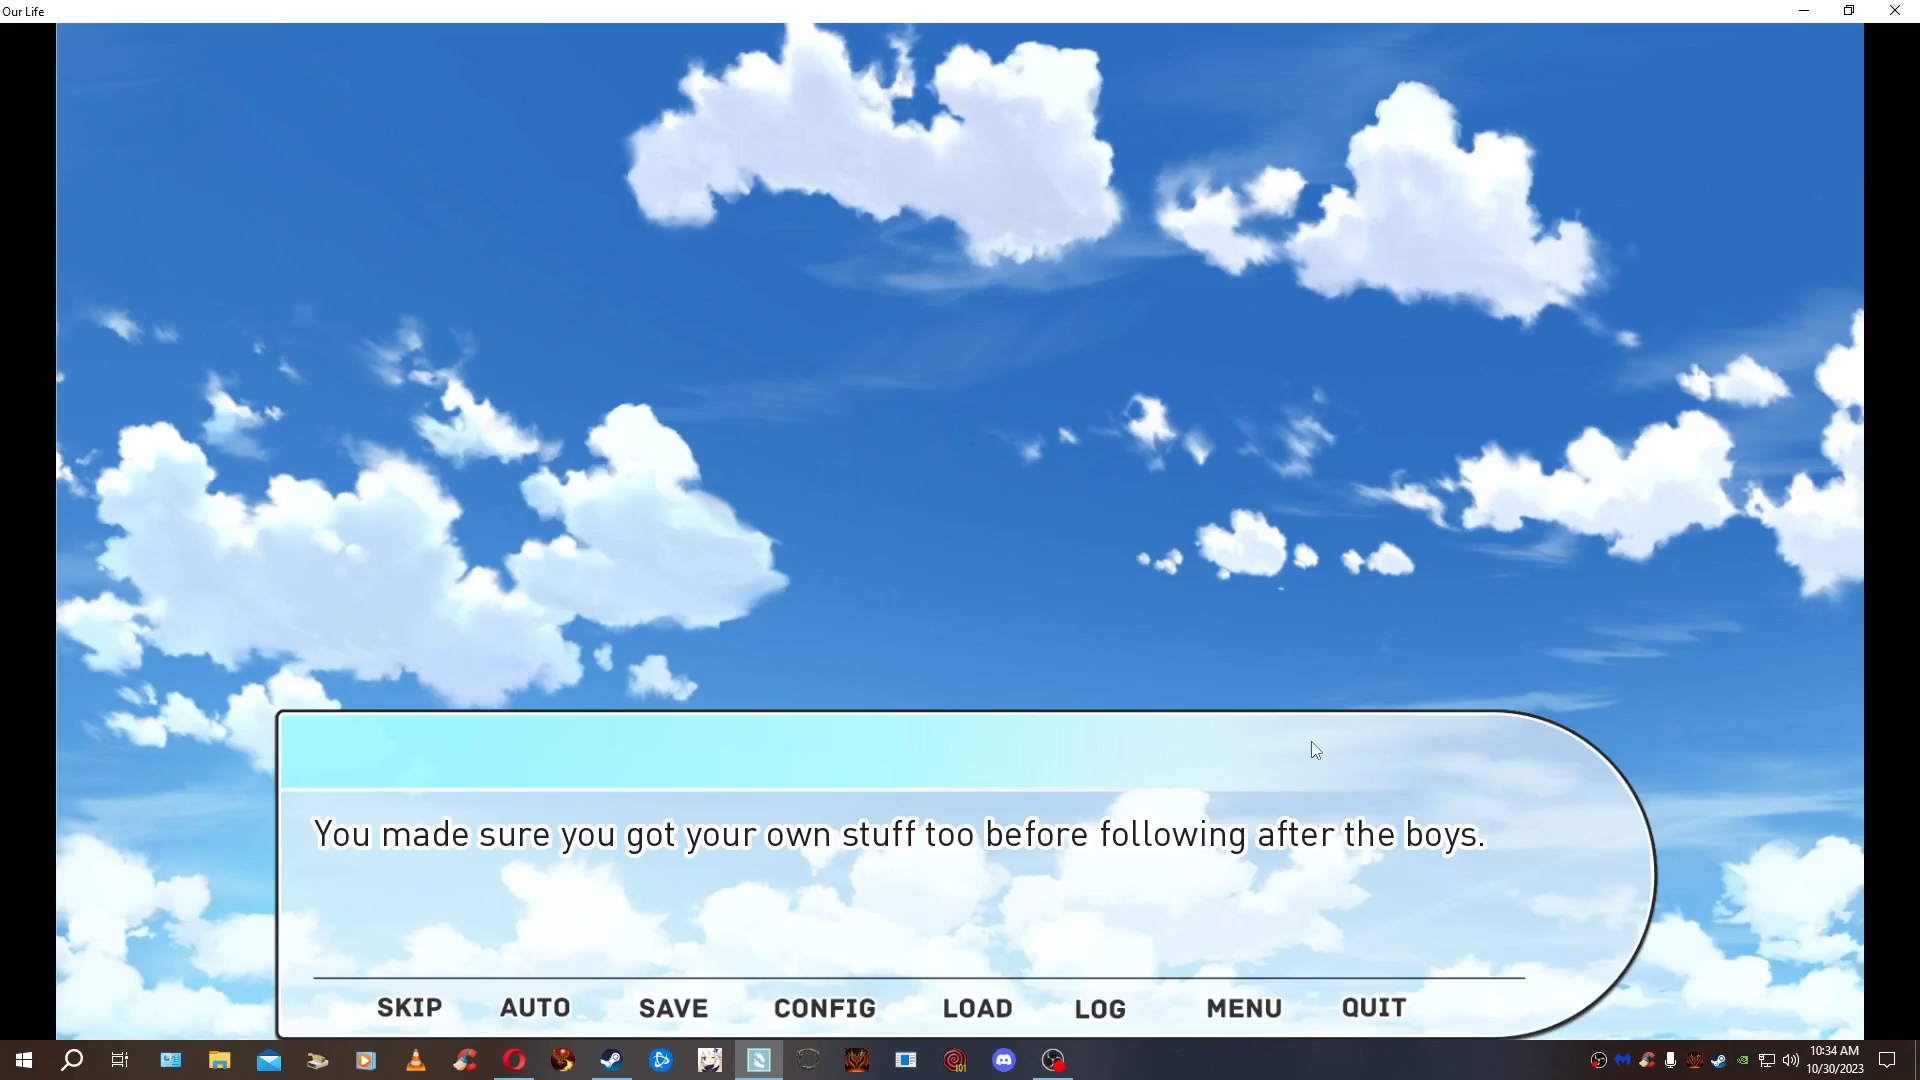 Our Life
You made sure you got your own stuff too before following after the boys.
SKIP AUTO SAVE CONFIG LOAD LOG MENU QUIT
101
10:34 AM
10/30/2023